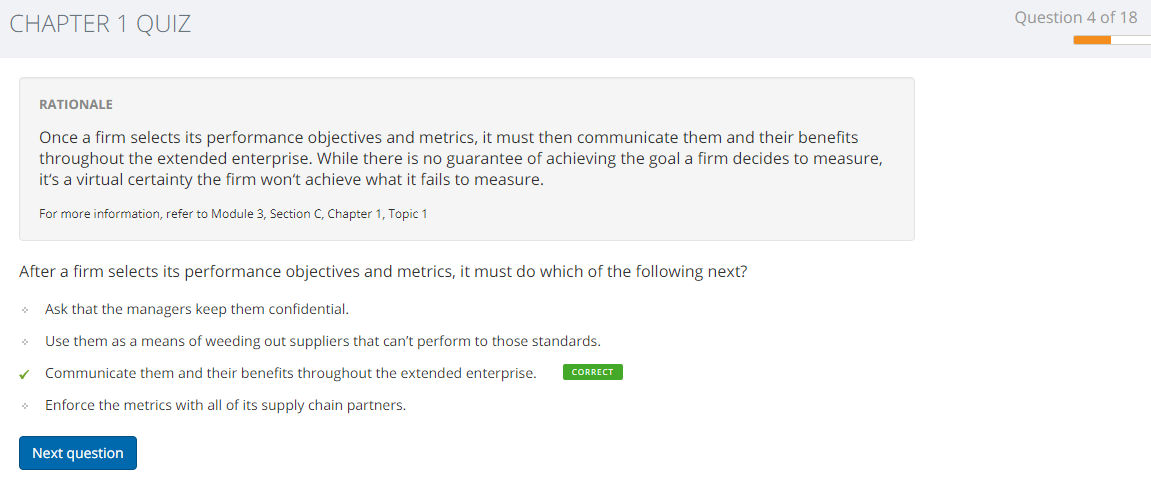 CHAPTER 1 QUIZ
Question 4 of 18
RATIONALE
Once a firm selects its performance objectives and metrics, it must then communicate them and their benefits
throughout the extended enterprise. While there is no guarantee of achieving the goal a firm decides to measure,
it's a virtual certainty the firm won't achieve what it fails to measure.
For more information, refer to Module 3, Section C, Chapter 1, Topic 1
After a firm selects its performance objectives and metrics, it must do which of the following next?
Ask that the managers keep them confidential.
Use them as a means of weeding out suppliers that can't perform to those standards.
Communicate them and their benefits throughout the extended enterprise. CORRECT
Enforce the metrics with all of its supply chain partners.
Next question